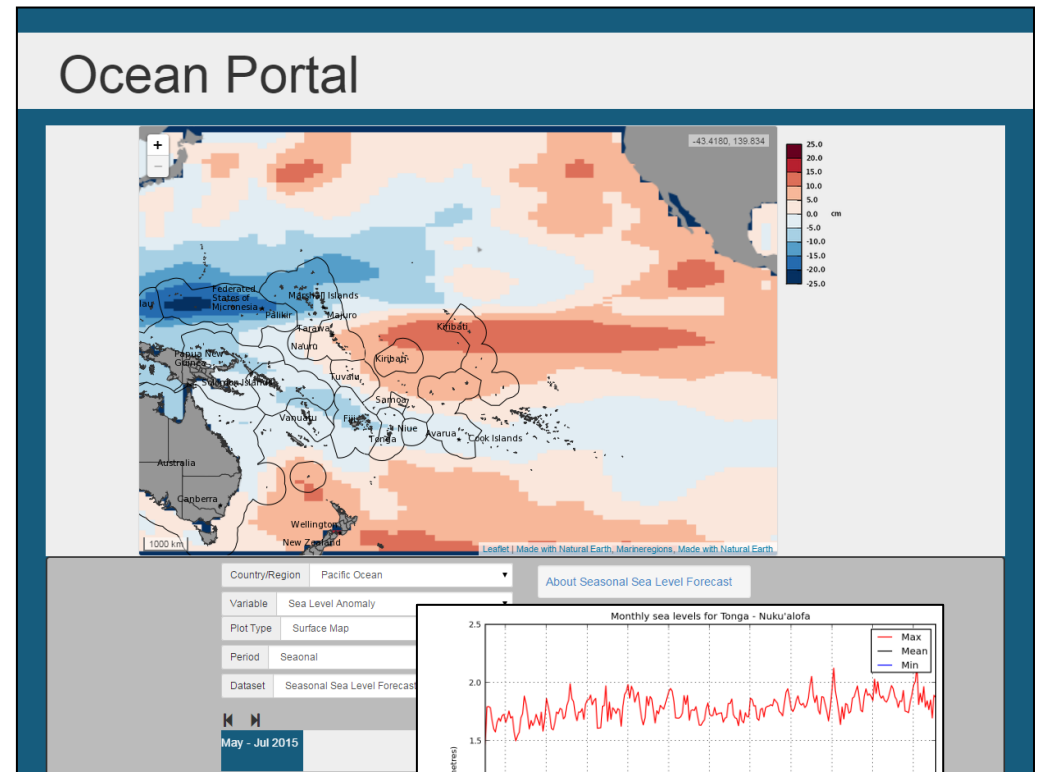 Ocean Portal
+
−
-43.4180, 139.834
25.0
20.0
15.0
10.0
5.0
0.0 cm
-5.0
-10.0
-15.0
-20.0
-25.0
Federated
States of
Micronesia
Marshall Islands
Palikir
Majuro
Tarawa
Kiribati
Nauru
Kiribati
Papua New
Guinea
Tuvalu
Solomon Islands
Samoa
Vanuatu
Fiji
Niue
Tonga
Avarua
Cook Islands
Australia
Canberra
Wellington
New Zealand
1000 km
Leaflet | Made with Natural Earth, Marineregions, Made with Natural Earth
Country/Region Pacific Ocean
About Seasonal Sea Level Forecast
Variable Sea Level Anomaly
Plot Type Surface Map
Period Seaonal
Dataset Seasonal Sea Level Forecast
May - Jul 2015
Monthly sea levels for Tonga - Nuku'alofa
2.5
Max
Mean
Min
2.0
1.5